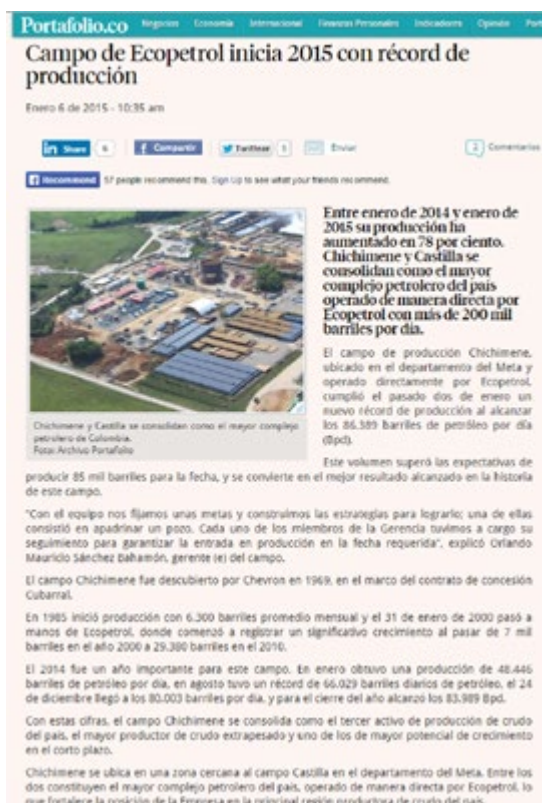 Portafolio.co Negocios Economía Internacional Finanzas Personales Indicadores Opinión Port
Campo de Ecopetrol inicia 2015 con récord de
producción
Enero 6 de 2015 - 10:35 am
in Share 6 f Compartir Twittear 1 Enviar 2 Comentarios
Recommend 57 people recommend this. Sign Up to see what your friends recommend.
Entre enero de 2014 y enero de
2015 su producción ha
aumentado en 78 por ciento.
Chichimene y Castilla se
consolidan como el mayor
complejo petrolero del país
operado de manera directa por
Ecopetrol con más de 200 mil
barriles por día.
El campo de producción Chichimene,
ubicado en el departamento del Meta y
operado directamente por Ecopetrol,
cumplió el pasado dos de enero un
nuevo récord de producción al alcanzar
los 86.389 barriles de petróleo por día
(Bpd).
Chichimene y Castilla se consolidan como el mayor complejo
petrolero de Colombia.
Foto: Archivo Portafolio
Este volumen superó las expectativas de
producir 85 mil barriles para la fecha, y se convierte en el mejor resultado alcanzado en la historia
de este campo.
"Con el equipo nos fijamos unas metas y construimos las estrategias para lograrlo; una de ellas
consistió en apadrinar un pozo. Cada uno de los miembros de la Gerencia tuvimos a cargo su
seguimiento para garantizar la entrada en producción en la fecha requerida", explicó Orlando
Mauricio Sánchez Bahamón, gerente (e) del campo.
El campo Chichimene fue descubierto por Chevron en 1969, en el marco del contrato de concesión
Cubarral.
En 1985 inició producción con 6.300 barriles promedio mensual y el 31 de enero de 2000 pasó a
manos de Ecopetrol, donde comenzó a registrar un significativo crecimiento al pasar de 7 mil
barriles en el año 2000 a 29.380 barriles en el 2010.
El 2014 fue un año importante para este campo. En enero obtuvo una producción de 48.446
barriles de petróleo por día, en agosto tuvo un récord de 66.029 barriles diarios de petróleo, el 24
de diciembre llegó a los 80.003 barriles por día, y para el cierre del año alcanzo los 83.989 Bpd.
Con estas cifras, el campo Chichimene se consolida como el tercer activo de producción de crudo
del país, el mayor productor de crudo extrapesado y uno de los de mayor potencial de crecimiento
en el corto plazo.
Chichimene se ubica en una zona cercana al campo Castilla en el departamento del Meta. Entre los
dos constituyen el mayor complejo petrolero del país, operado de manera directa por Ecopetrol, lo
que fortalece la posición de la Empresa en la principal región productora de crudo del país.